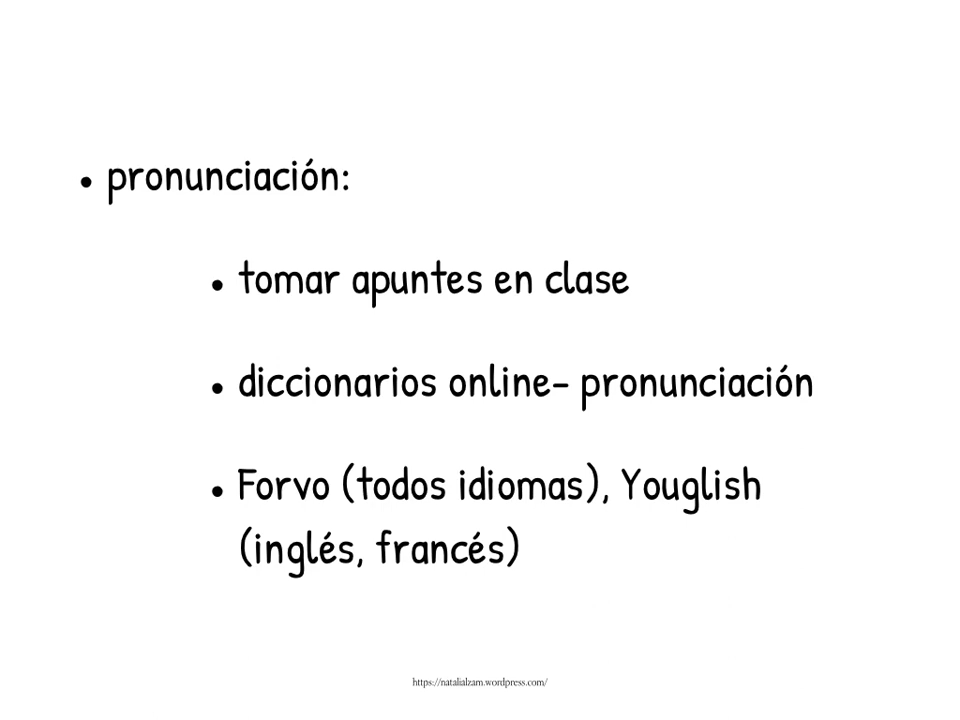 • pronunciación:
• tomar apuntes en clase
• diccionarios online- pronunciación
• Forvo (todos idiomas), Youglish
(inglés, francés)
https://natalialzam.wordpress.com/